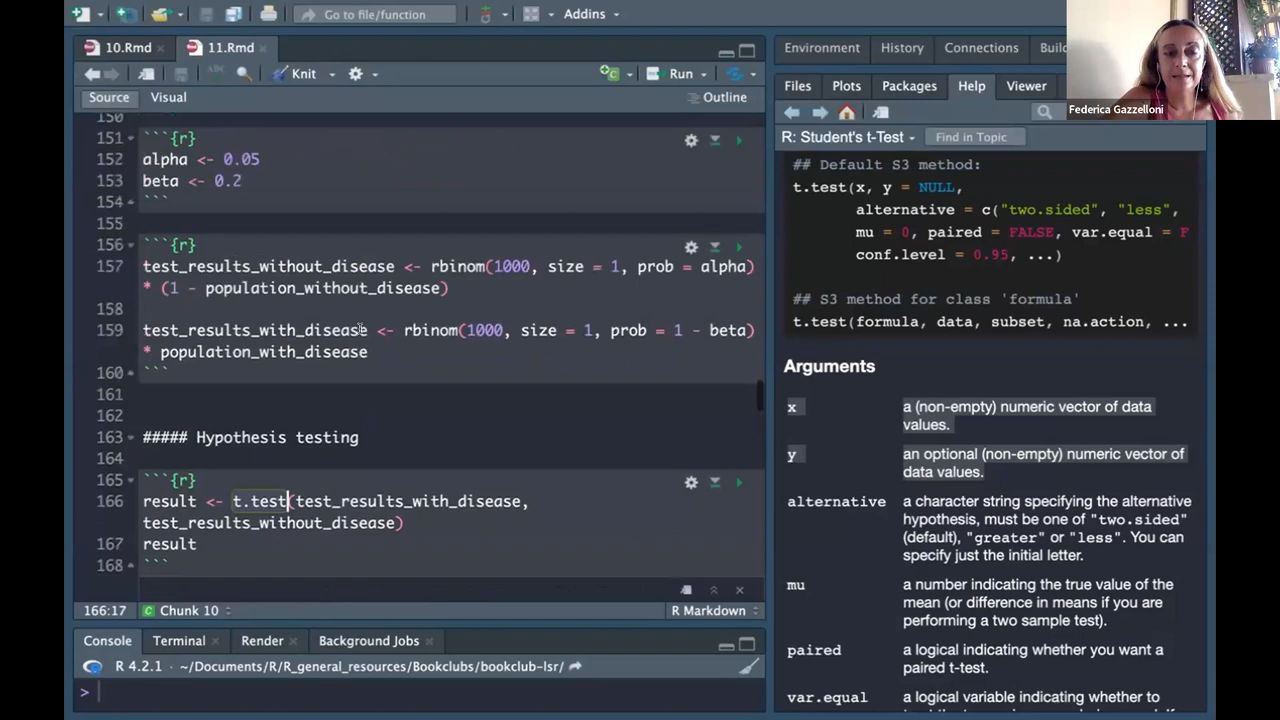 Go to file/function
Addins
10.Rmd
11.Rmd
Knit
Run
Source
Visual
Outline
150
151
```{r}
152
alpha <- 0.05
153
beta <- 0.2
154
```
155
156
```{r}
157
test_results_without_disease <- rbinom(1000, size = 1, prob = alpha)
* (1 - population_without_disease)
158
159
test_results_with_disease <- rbinom(1000, size = 1, prob = 1 - beta)
* population_with_disease
160
```
161
162
163
##### Hypothesis testing
164
165
```{r}
166
result <- t.test(test_results_with_disease,
test_results_without_disease)
167
result
168
```
166:17
Chunk 10
R Markdown
Console
Terminal
Render
Background Jobs
R 4.2.1 · ~/Documents/R/R_general_resources/Bookclubs/bookclub-lsr/
>
Environment
History
Connections
Buil
Files
Plots
Packages
Help
Viewer
R: Student's t-Test
Find in Topic
## Default S3 method:
t.test(x, y = NULL,
alternative = c("two.sided", "less",
mu = 0, paired = FALSE, var.equal = F
conf.level = 0.95, ...)
## S3 method for class 'formula'
t.test(formula, data, subset, na.action, ...
Arguments
x
a (non-empty) numeric vector of data
values.
y
an optional (non-empty) numeric vector of
data values.
alternative
a character string specifying the alternative
hypothesis, must be one of "two.sided"
(default), "greater" or "less". You can
specify just the initial letter.
mu
a number indicating the true value of the
mean (or difference in means if you are
performing a two sample test).
paired
a logical indicating whether you want a
paired t-test.
var.equal
a logical variable indicating whether to
Federica Gazzelloni